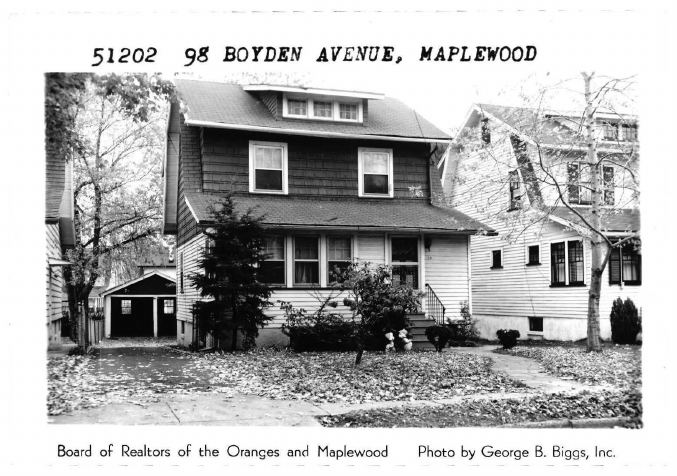 51202 98 BOYDEN AVENUE, MAPLEWOOD
Board of Realtors of the Oranges and Maplewood Photo by George B. Biggs, Inc.